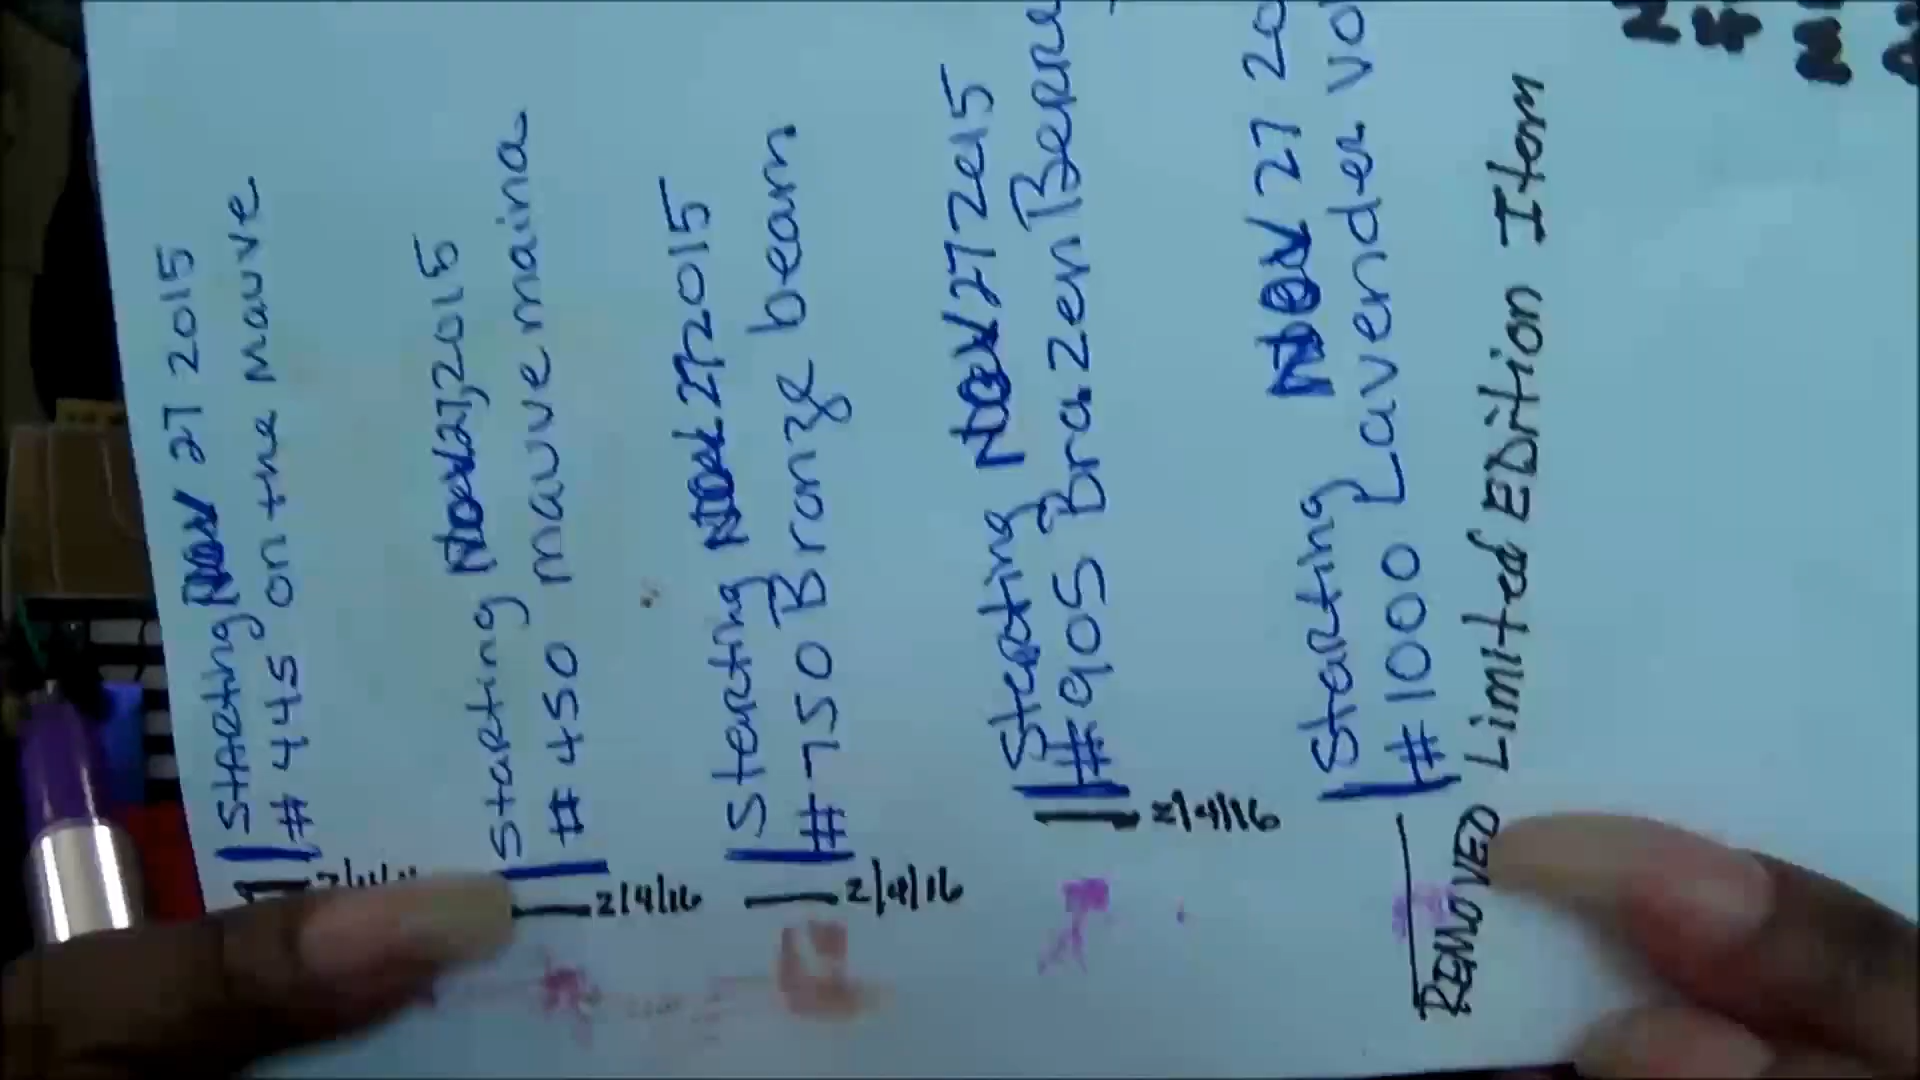 Starting Nov 27 2015
#445 on the mauve
2/4/16
Starting Nov 27, 2015
#450 mauve maina
2/4/16
Starting Nov 27, 2015
#750 Bronze beam
2/4/16
Starting Nov 27 2015
#905 Brazen Berre
2/4/16
Starting Nov 27 20
#1000 Lavender vo
REMOVED Limited EDition Item